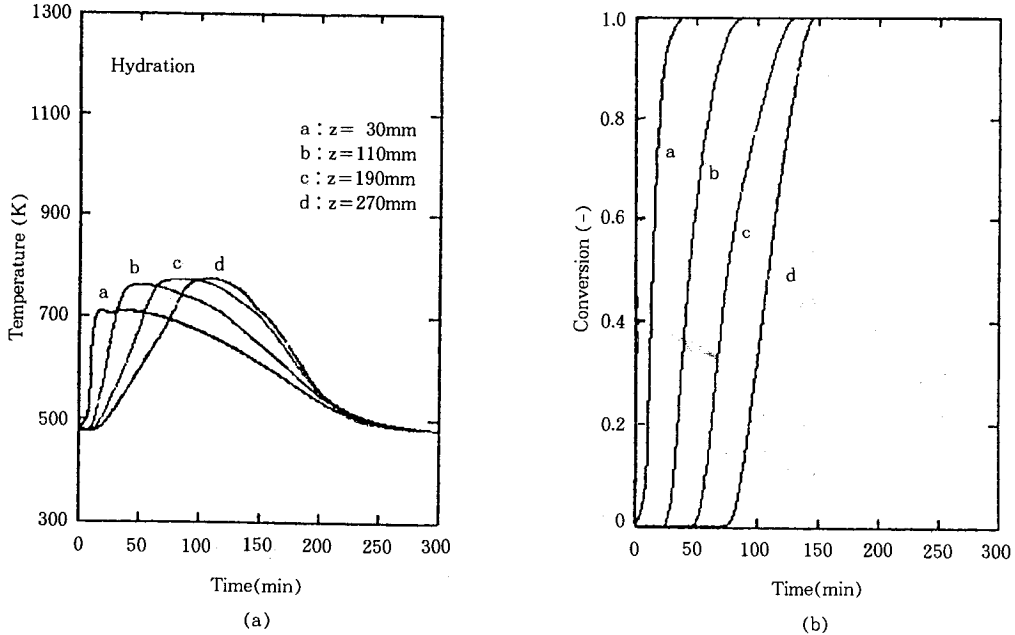 1300
1100
900
700
500
300
Temperature (K)
Hydration
a : z= 30mm
b : z=110mm
c : z=190mm
d : z=270mm
a
b
c
d
0 50 100 150 200 250 300
Time(min)
(a)
1.0
0.8
0.6
0.4
0.2
0
Conversion (-)
a
b
c
d
0 50 100 150 200 250 300
Time(min)
(b)